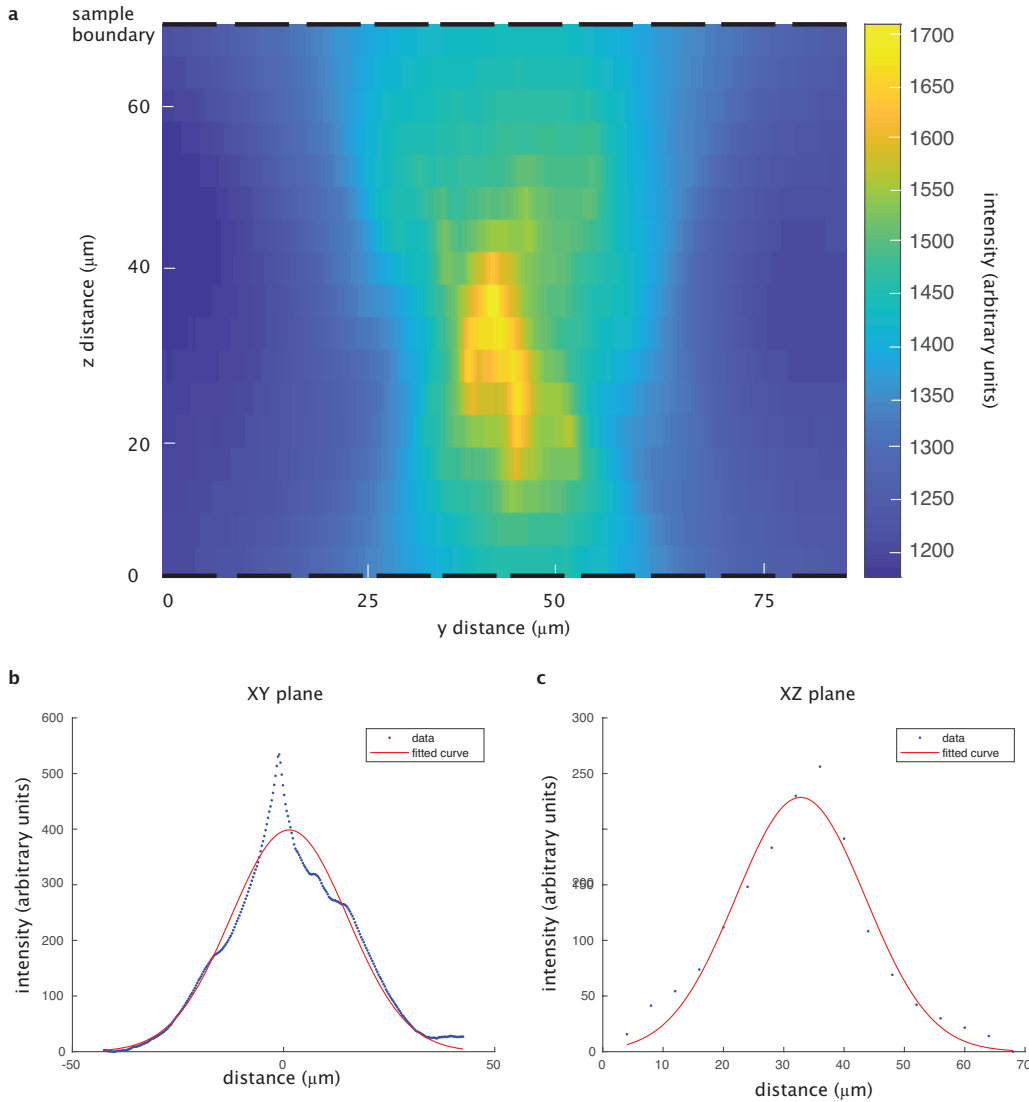 a
sample
boundary
60
40
20
0
z distance (μm)
0
25
50
75
y distance (μm)
1700
1650
1600
1550
1500
1450
1400
1350
1300
1250
1200
intensity (arbitrary units)
b
XY plane
600
500
400
300
200
100
0
intensity (arbitrary units)
data
fitted curve
-50
0
50
distance (μm)
c
XZ plane
300
250
200
150
100
50
0
intensity (arbitrary units)
data
fitted curve
0
10
20
30
40
50
60
70
distance (μm)